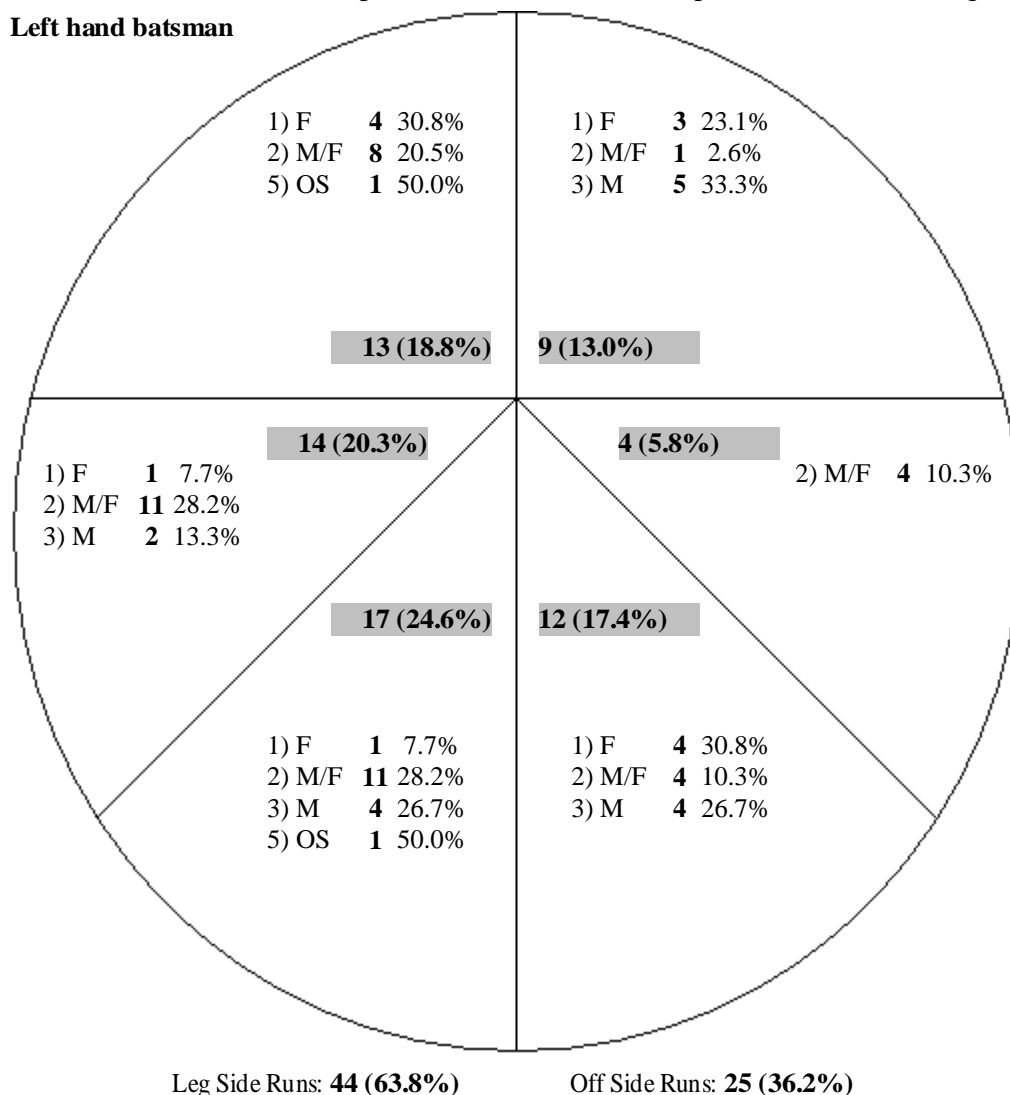 Left hand batsman
1) F 4 30.8%
2) M/F 8 20.5%
5) OS 1 50.0%
1) F 3 23.1%
2) M/F 1 2.6%
3) M 5 33.3%
13 (18.8%)
9 (13.0%)
14 (20.3%)
4 (5.8%)
1) F 1 7.7%
2) M/F 11 28.2%
3) M 2 13.3%
2) M/F 4 10.3%
17 (24.6%)
12 (17.4%)
1) F 1 7.7%
2) M/F 11 28.2%
3) M 4 26.7%
5) OS 1 50.0%
1) F 4 30.8%
2) M/F 4 10.3%
3) M 4 26.7%
Leg Side Runs: 44 (63.8%)
Off Side Runs: 25 (36.2%)